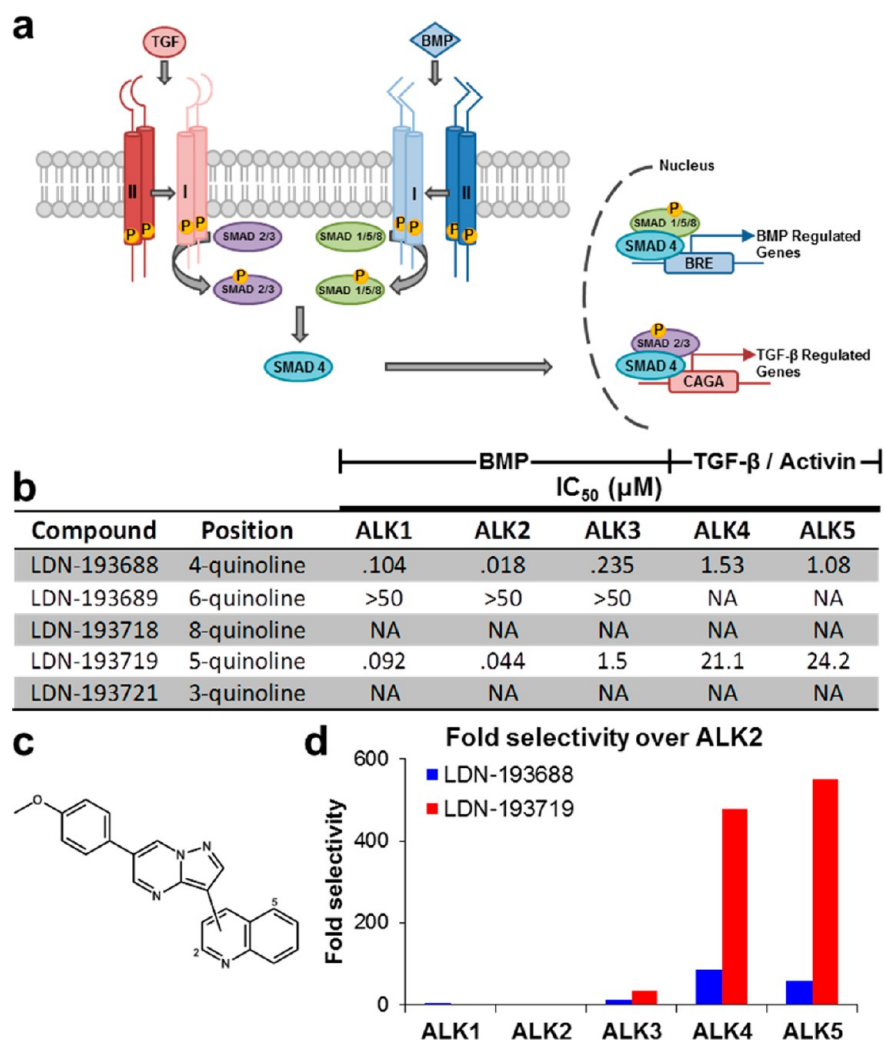 a
TGF
BMP
II
I
I
II
P P P P P P P P
SMAD 2/3
SMAD 1/5/8
P
P
SMAD 2/3
SMAD 1/5/8
SMAD 4
Nucleus
P
SMAD 1/5/8
SMAD 4
BRE
BMP Regulated
Genes
P
SMAD 2/3
SMAD 4
CAGA
TGF-β Regulated
Genes
b
BMP TGF-β / Activin
IC50 (µM)
Compound Position ALK1 ALK2 ALK3 ALK4 ALK5
LDN-193688 4-quinoline .104 .018 .235 1.53 1.08
LDN-193689 6-quinoline >50 >50 >50 NA NA
LDN-193718 8-quinoline NA NA NA NA NA
LDN-193719 5-quinoline .092 .044 1.5 21.1 24.2
LDN-193721 3-quinoline NA NA NA NA NA
c
O
N
N
N
5
2
N
d
Fold selectivity over ALK2
LDN-193688
LDN-193719
Fold selectivity
600
400
200
0
ALK1 ALK2 ALK3 ALK4 ALK5